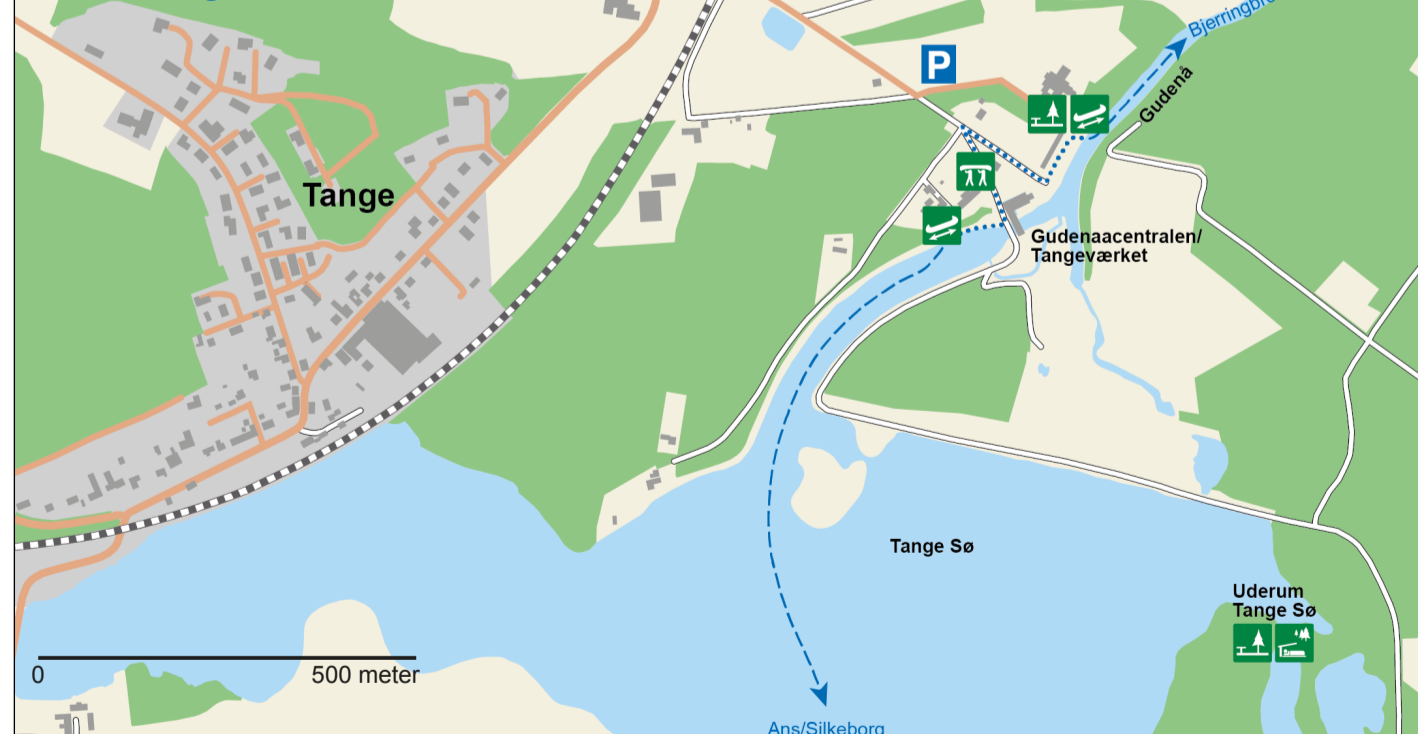 Bjerringbro
P
Gudenå
Tange
Gudenaacentralen/
Tangeværket
Tange Sø
Uderum
Tange Sø
0
500 meter
Ans/Silkeborg